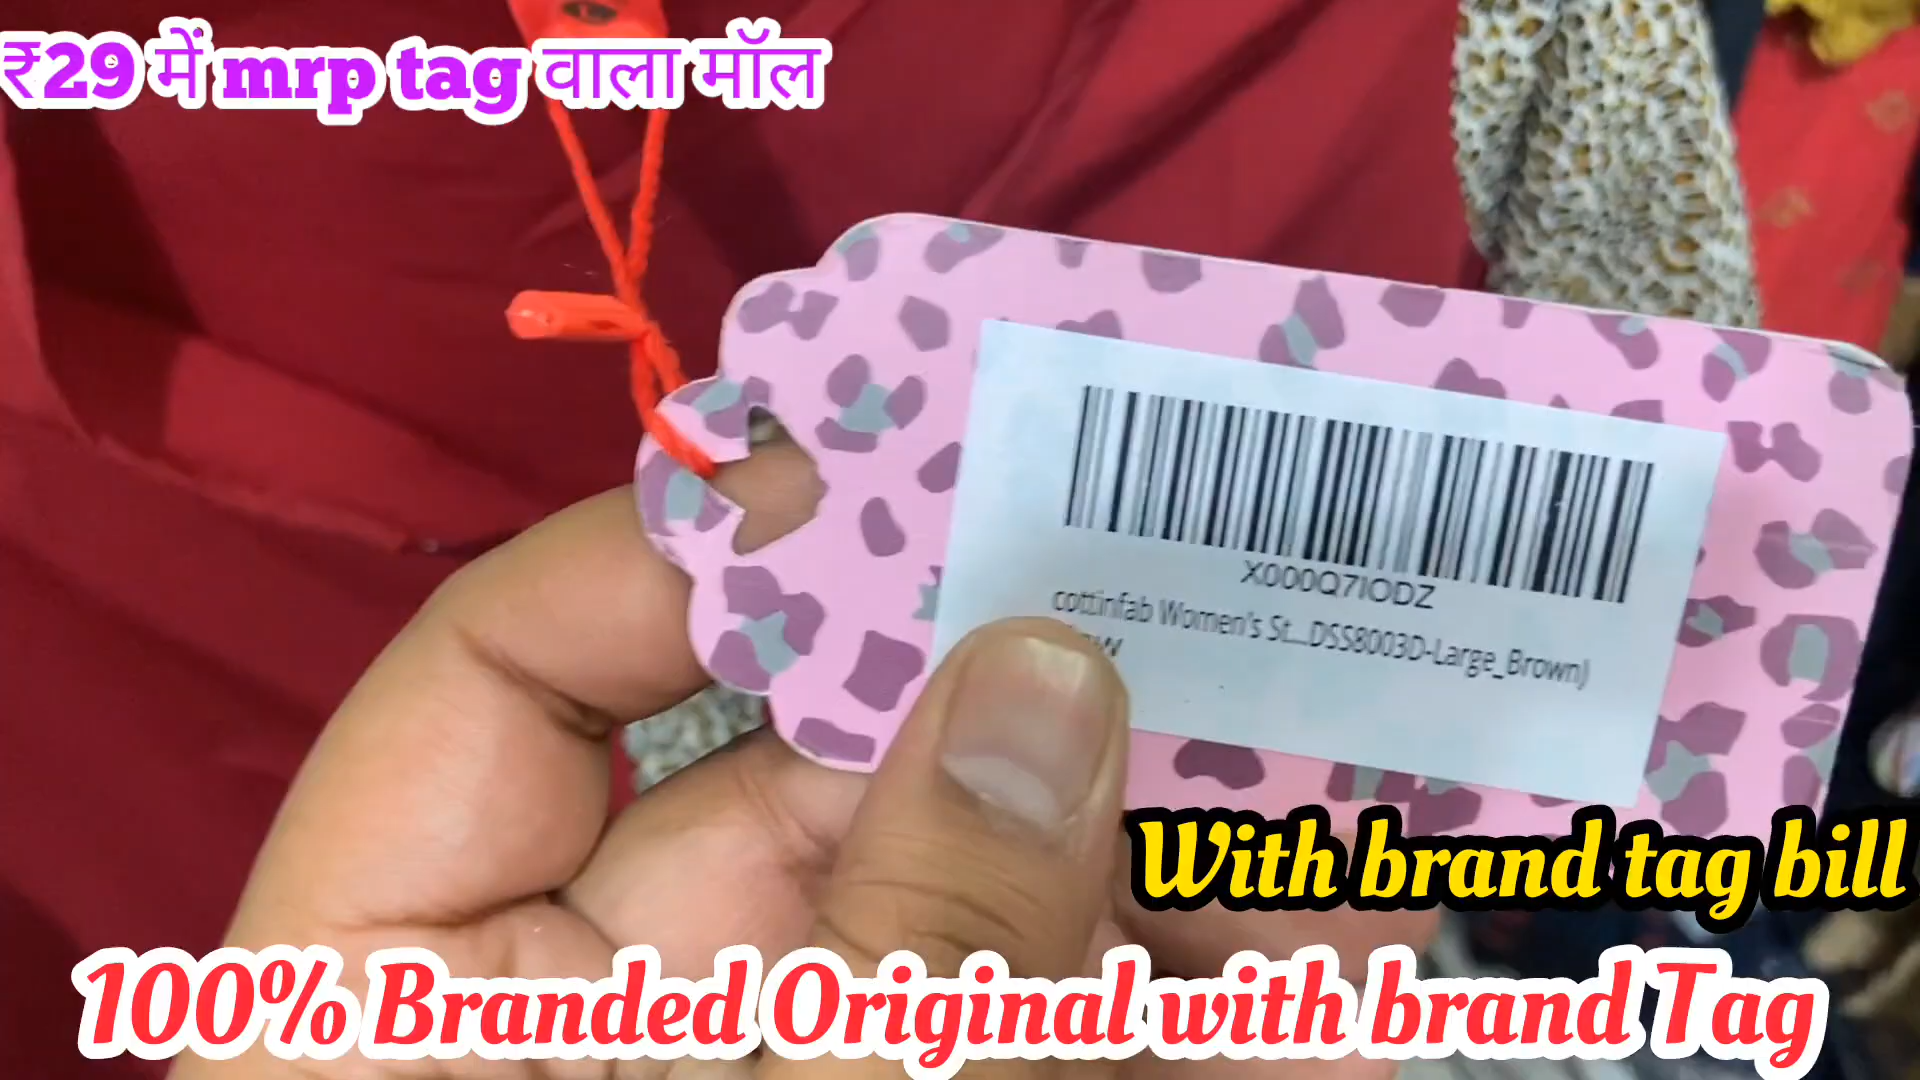 ₹29 में mrp tag वाला मॉल
X000Q7IODZ
cottinfab Women's St...DSS8003D-Large_Brown)
With brand tag bill
100% Branded Original with brand Tag